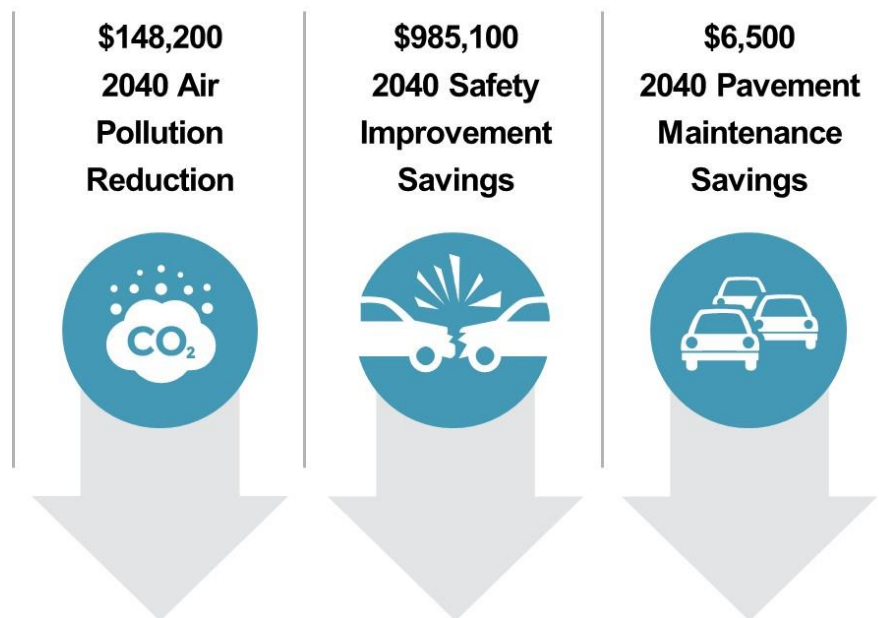 $148,200
2040 Air
Pollution
Reduction
$985,100
2040 Safety
Improvement
Savings
$6,500
2040 Pavement
Maintenance
Savings
CO₂